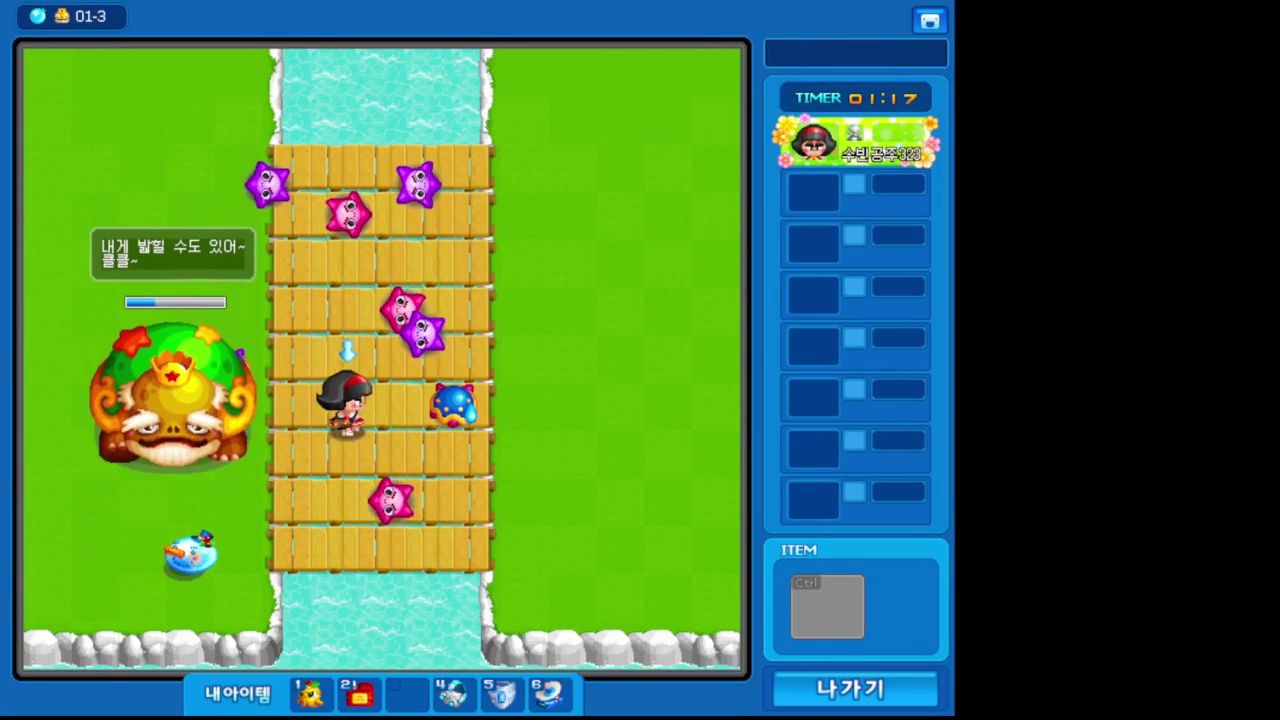 01-3
TIMER 01:17
수빈공주323
내게 밟힐 수도 있어~
클클~
ITEM
Ctrl
내아이템
1
2
4
5
6
나가기